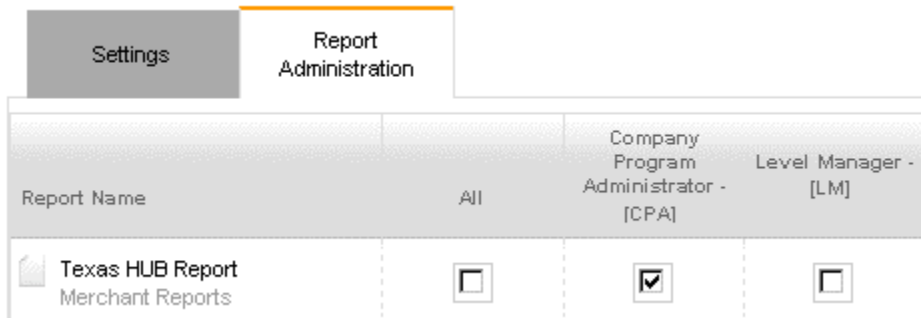 Settings
Report
Administration
Report Name
All
Company
Program
Administrator -
[CPA]
Level Manager -
[LM]
Texas HUB Report
Merchant Reports